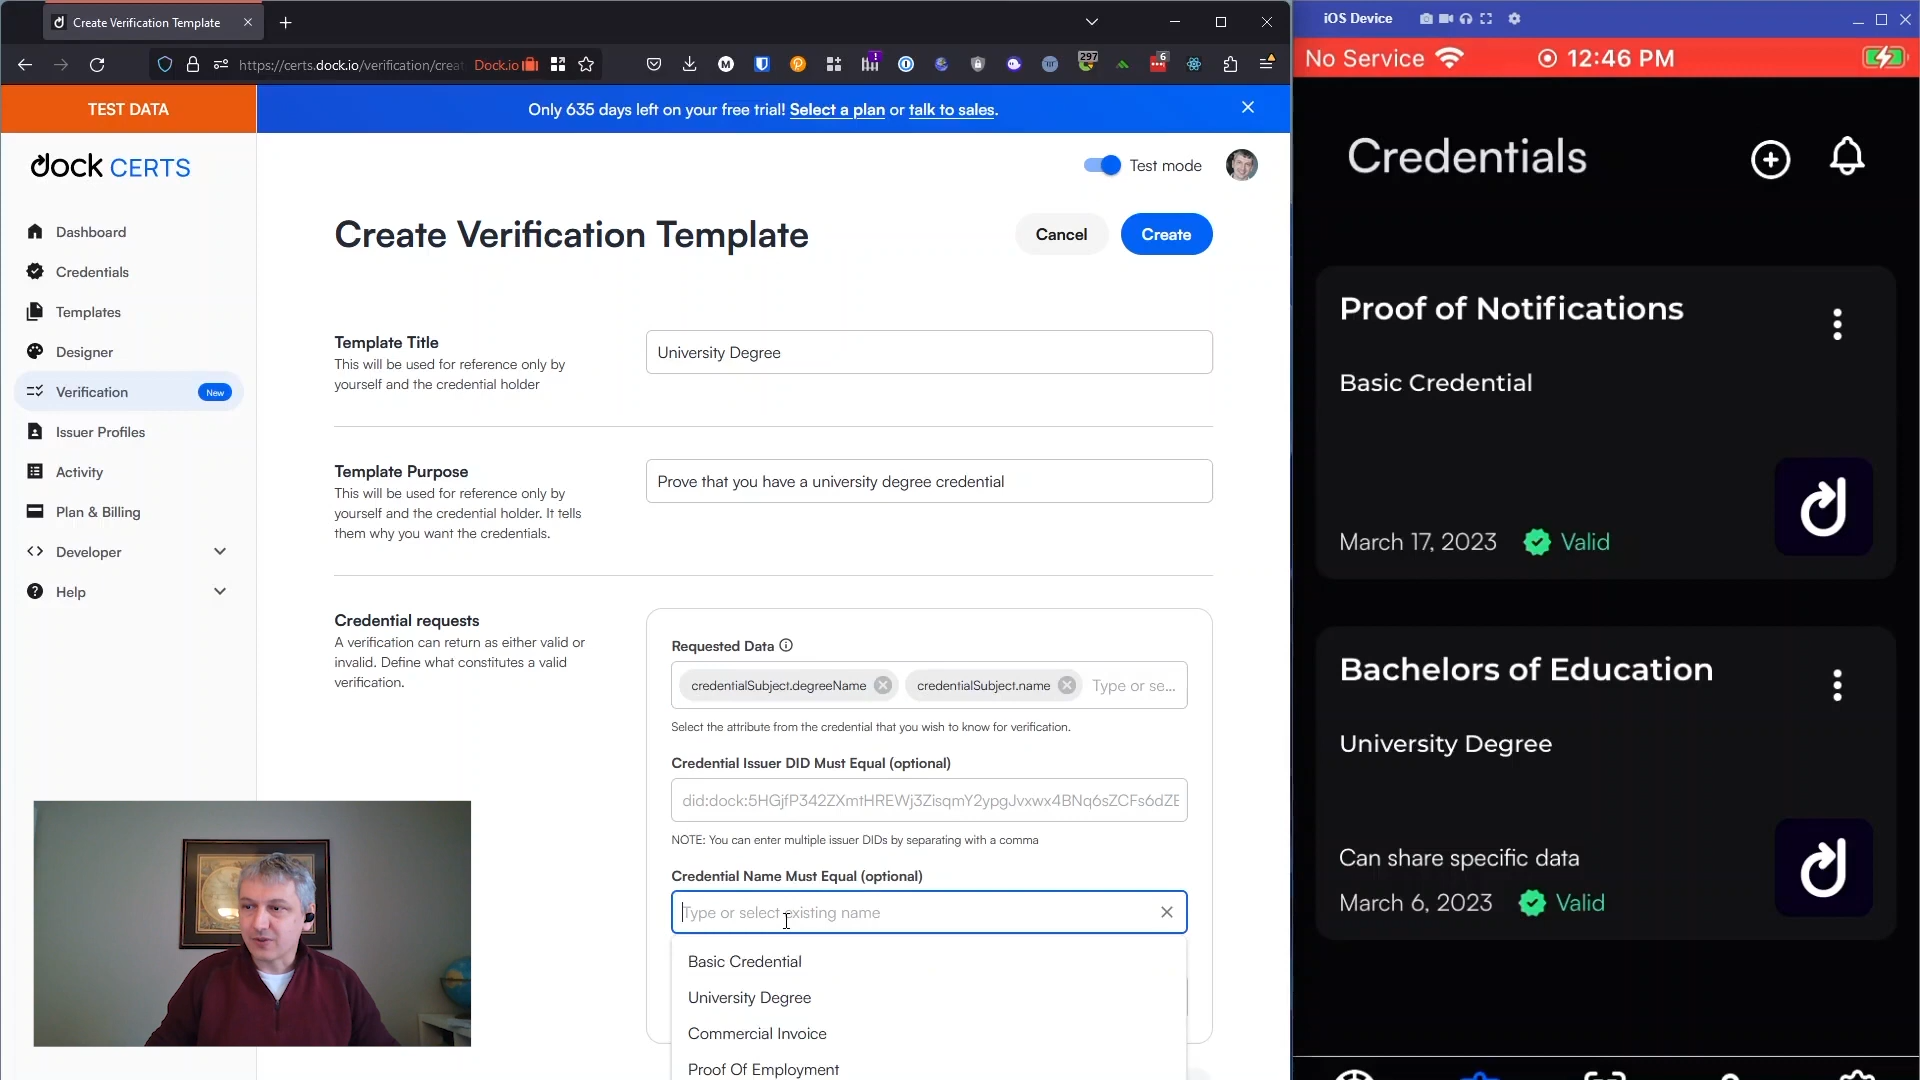 Create Verification Template
https://certs.dock.io/verification/creat
Dock.io
1
297
6
TEST DATA
Only 635 days left on your free trial! Select a plan or talk to sales.
dock CERTS
Test mode
Dashboard
Credentials
Templates
Designer
Verification
New
Issuer Profiles
Activity
Plan & Billing
Developer
Help
Create Verification Template
Cancel
Create
Template Title
This will be used for reference only by
yourself and the credential holder
University Degree
Template Purpose
This will be used for reference only by
yourself and the credential holder. It tells
them why you want the credentials.
Prove that you have a university degree credential
Credential requests
A verification can return as either valid or
invalid. Define what constitutes a valid
verification.
Requested Data
credentialSubject.degreeName
credentialSubject.name
Type or se...
Select the attribute from the credential that you wish to know for verification.
Credential Issuer DID Must Equal (optional)
did:dock:5HGjfP342ZXmtHREWj3ZisqmY2ypgJvxwx4BNq6sZCFs6dZE
NOTE: You can enter multiple issuer DIDs by separating with a comma
Credential Name Must Equal (optional)
Type or select existing name
Basic Credential
University Degree
Commercial Invoice
Proof Of Employment
iOS Device
No Service
12:46 PM
Credentials
Proof of Notifications
Basic Credential
March 17, 2023
Valid
Bachelors of Education
University Degree
Can share specific data
March 6, 2023
Valid